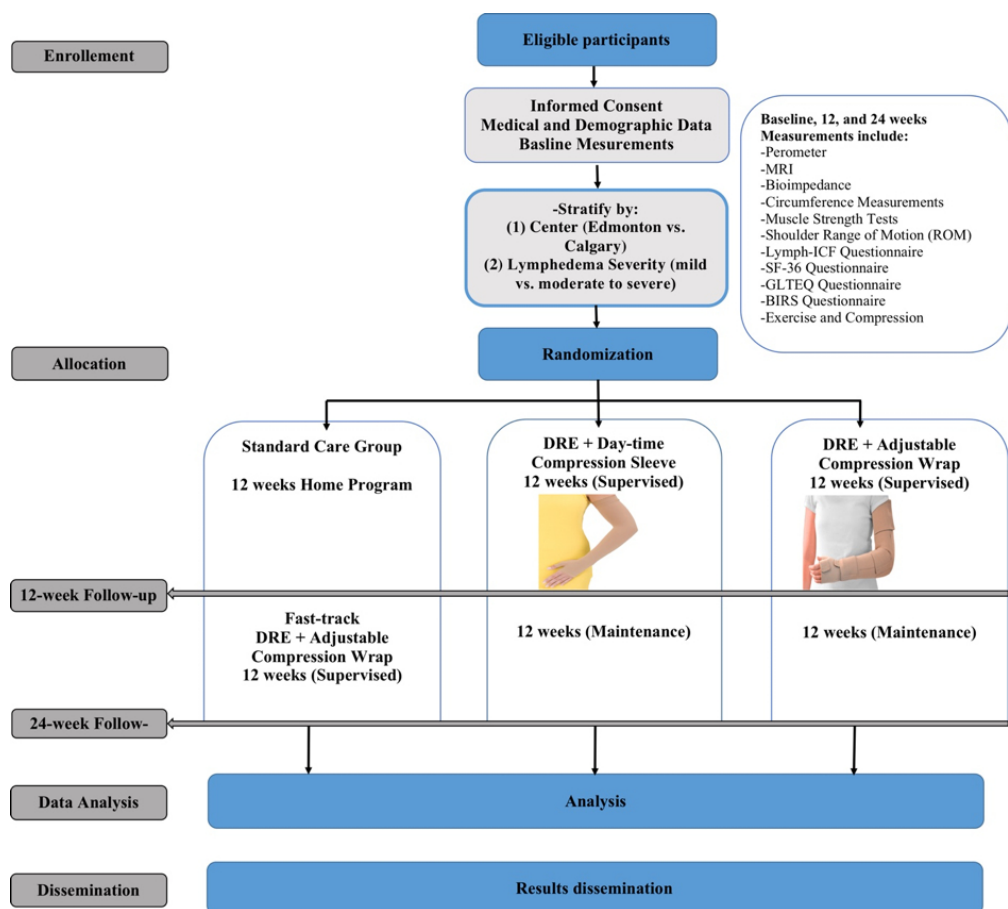 Enrollement
Eligible participants
Informed Consent
Medical and Demographic Data
Basline Mesurements
Baseline, 12, and 24 weeks
Measurements include:
-Perometer
-MRI
-Bioimpedance
-Circumference Measurements
-Muscle Strength Tests
-Shoulder Range of Motion (ROM)
-Lymph-ICF Questionnaire
-SF-36 Questionnaire
-GLTEQ Questionnaire
-BIRS Questionnaire
-Exercise and Compression
-Stratify by:
(1) Center (Edmonton vs.
Calgary)
(2) Lymphedema Severity (mild
vs. moderate to severe)
Allocation
Randomization
Standard Care Group
12 weeks Home Program
DRE + Day-time
Compression Sleeve
12 weeks (Supervised)
DRE + Adjustable
Compression Wrap
12 weeks (Supervised)
12-week Follow-up
Fast-track
DRE + Adjustable
Compression Wrap
12 weeks (Supervised)
12 weeks (Maintenance)
12 weeks (Maintenance)
24-week Follow-
Data Analysis
Analysis
Dissemination
Results dissemination